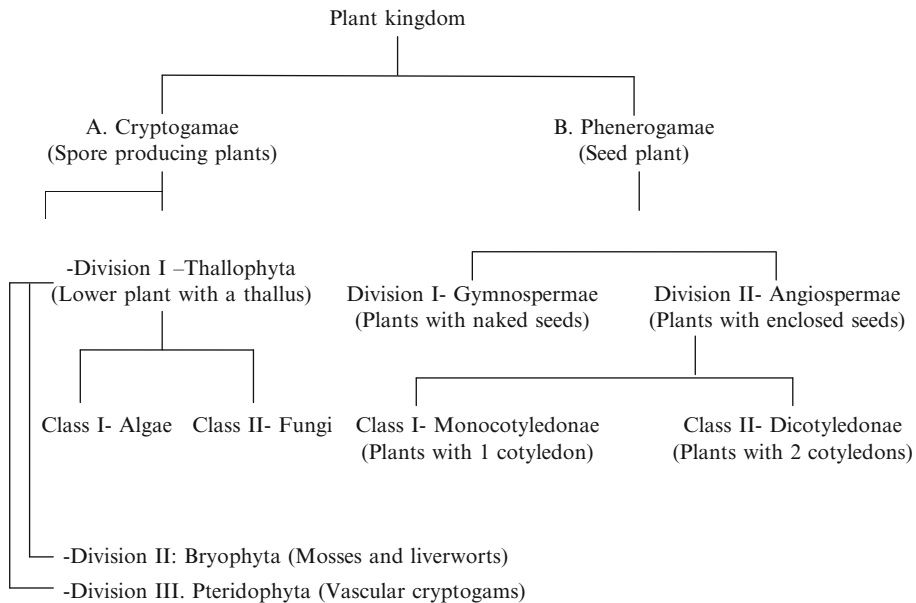 Plant kingdom
A. Cryptogamae
(Spore producing plants)
B. Phenerogamae
(Seed plant)
-Division I –Thallophyta
(Lower plant with a thallus)
Division I- Gymnospermae
(Plants with naked seeds)
Division II- Angiospermae
(Plants with enclosed seeds)
Class I- Algae
Class II- Fungi
Class I- Monocotyledonae
(Plants with 1 cotyledon)
Class II- Dicotyledonae
(Plants with 2 cotyledons)
-Division II: Bryophyta (Mosses and liverworts)
-Division III. Pteridophyta (Vascular cryptogams)